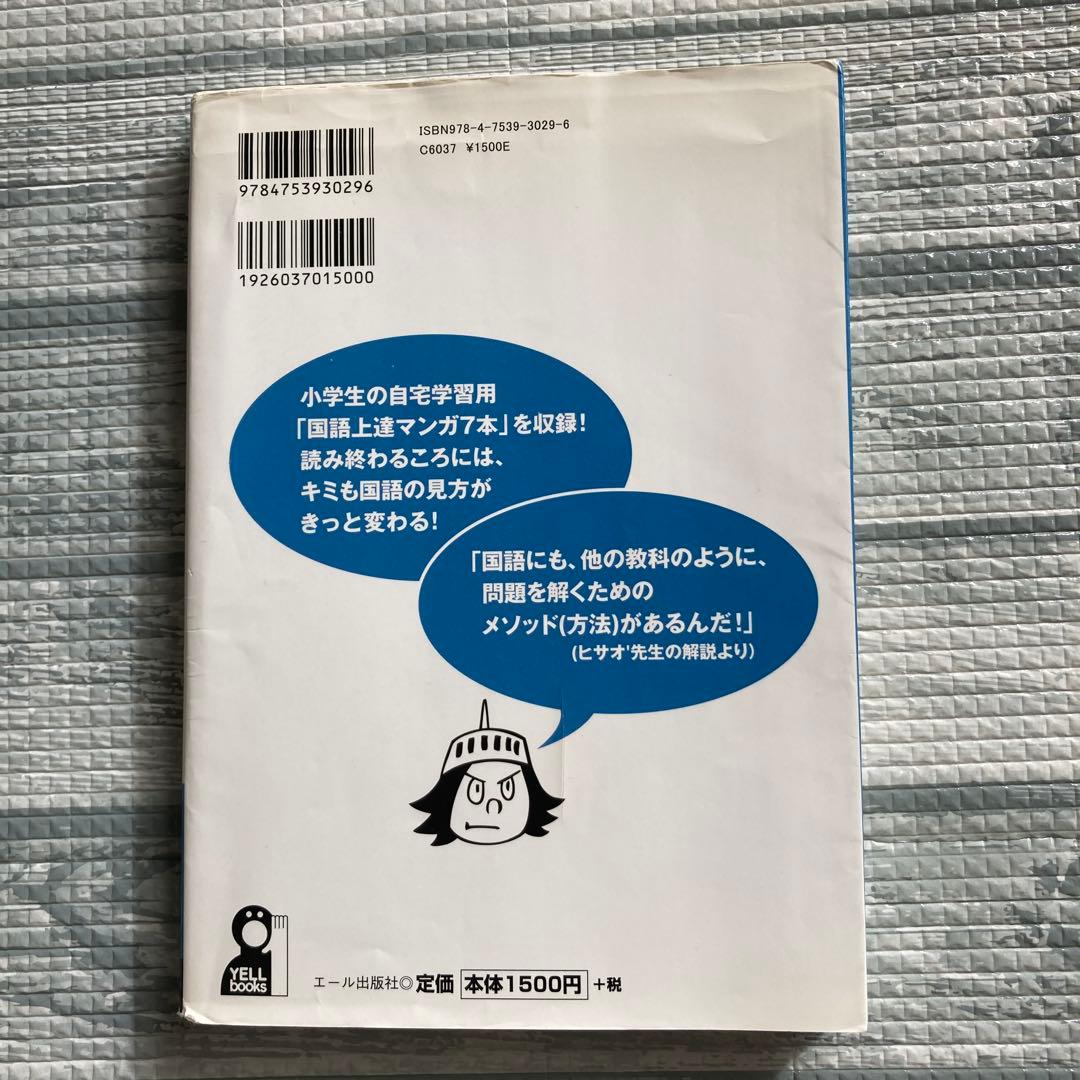 ISBN978-4-7539-3029-6
C6037 ¥1500E
9784753930296
1926037015000
小学生の自宅学習用
「国語上達マンガ7本」を収録!
読み終わるころには、
キミも国語の見方が
きっと変わる!
「国語にも、他の教科のように、
問題を解くための
メソッド(方法)があるんだ!」
(ヒサオ'先生の解説より)
YELL
books
エール出版社◎定価 本体1500円 +税